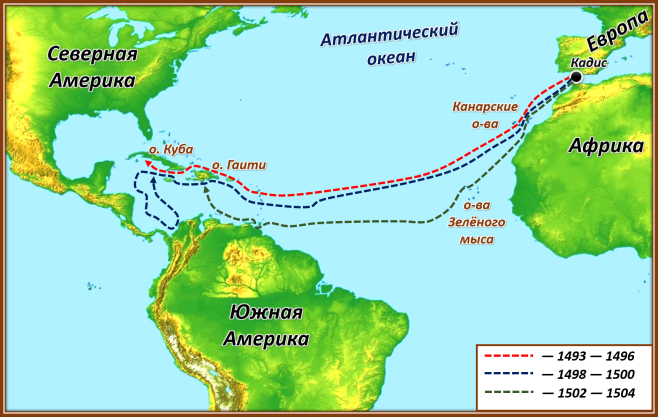 Северная
Америка
Атлантический
океан
Европа
Кадис
Канарские
о-ва
Африка
о. Куба
о. Гаити
о-ва
Зелёного
мыса
Южная
Америка
— 1493 — 1496
— 1498 — 1500
— 1502 — 1504